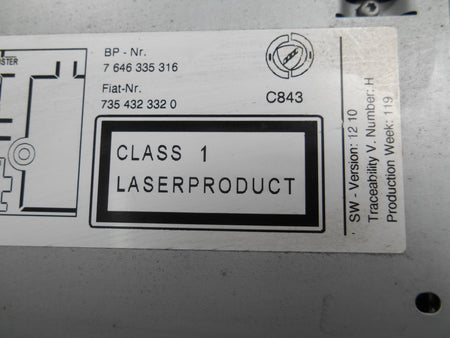 STER
BP - Nr.
7 646 335 316
Fiat-Nr.
735 432 332 0
C843
CLASS 1
LASERPRODUCT
SW - Version: 12 10
Traceability V. Number: H
Production Week: 119